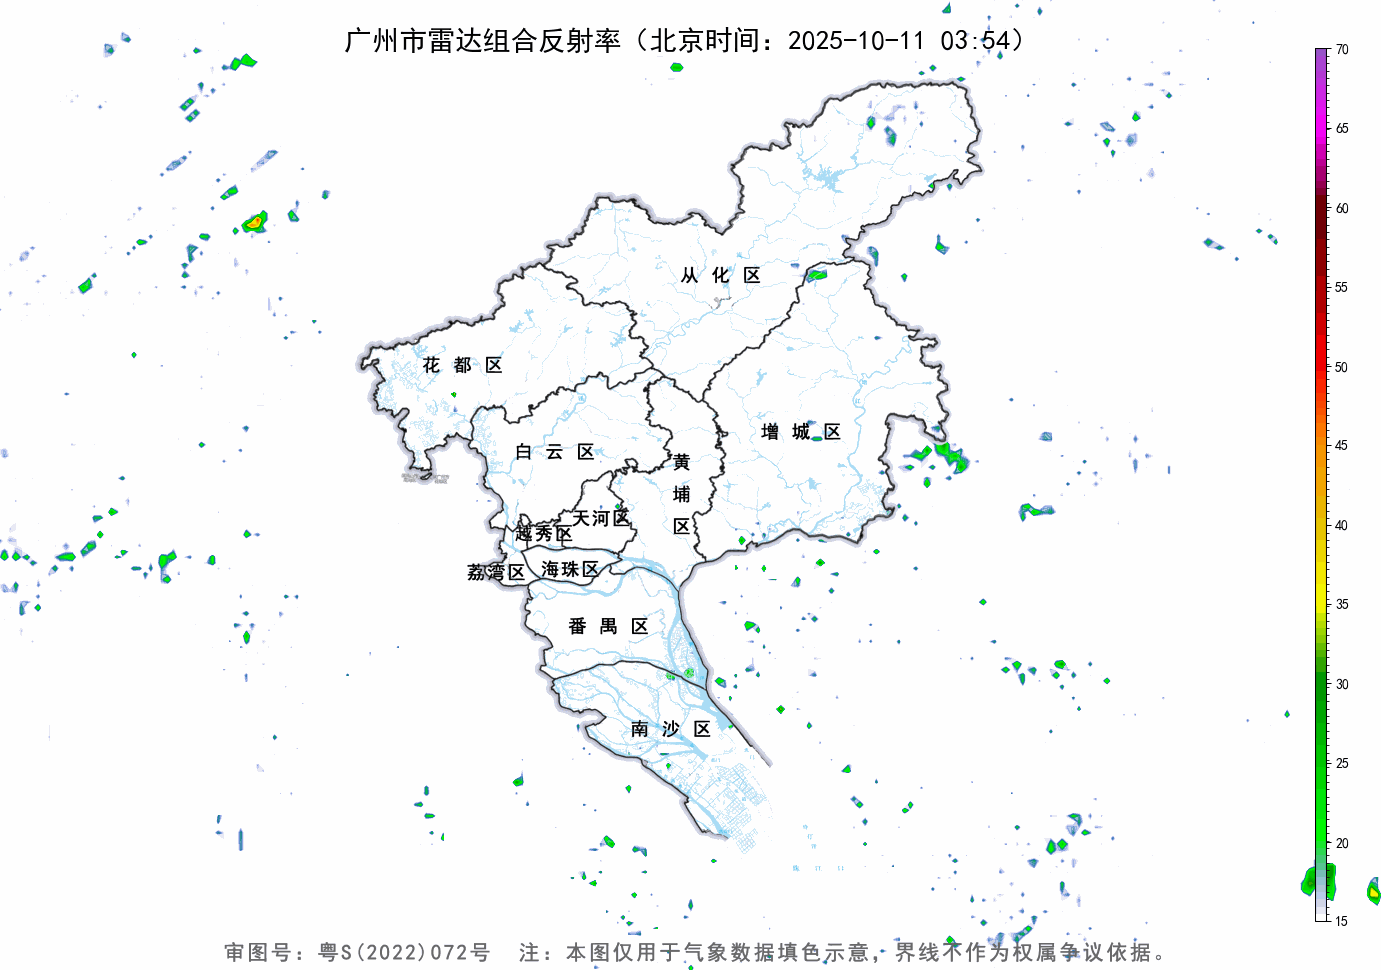 广州市雷达组合反射率（北京时间：2025-10-11 03:54）
70
65
60
55
50
45
40
35
30
25
20
15
从化区
花都区
增城区
白云区
黄埔区
天河区
越秀区
荔湾区
海珠区
番禺区
南沙区
审图号：粤S(2022)072号 注：本图仅用于气象数据填色示意，界线不作为权属争议依据。